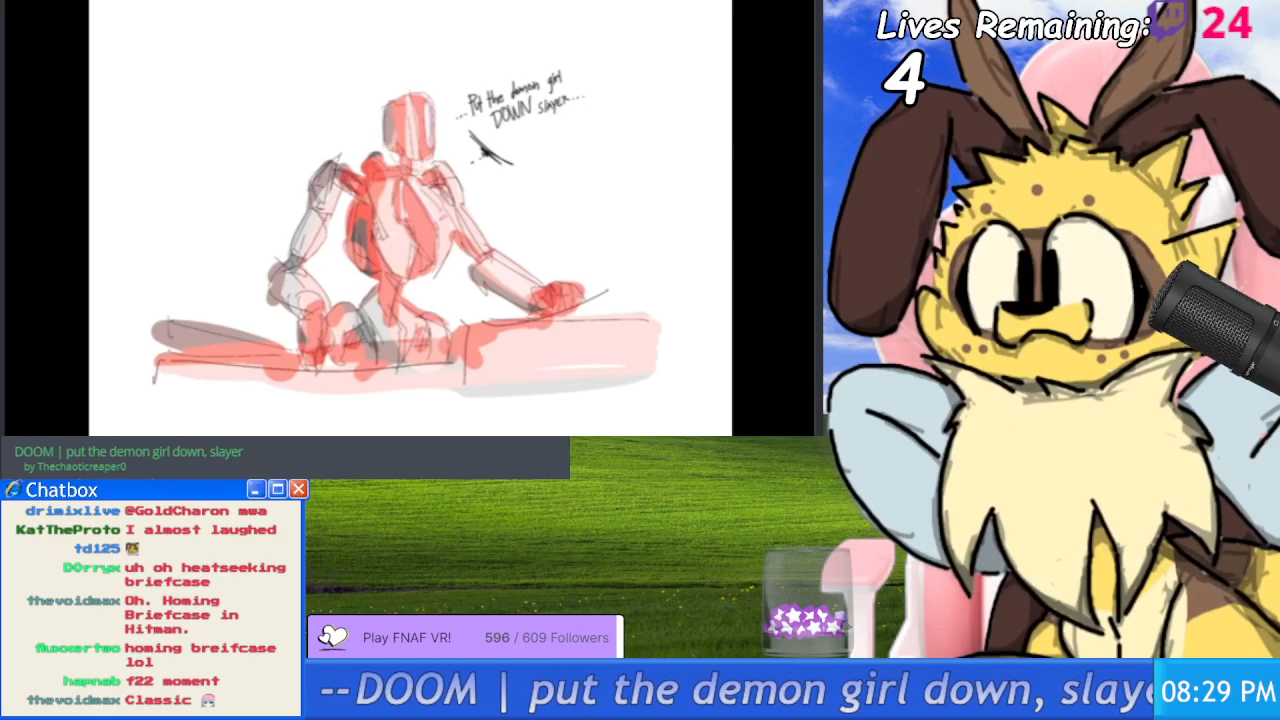 Lives Remaining: 24
4
...Put the demon girl
DOWN slayer...
DOOM | put the demon girl down, slayer
by Thechaoticreaper0
Chatbox
drimixlive @GoldCharon mwa
KatTheProto I almost laughed
td125
D0rryx uh oh heatseeking
briefcase
thevoidmax Oh. Homing
Briefcase in
Hitman.
fluxxertwo homing breifcase
lol
hapnab f22 moment
thevoidmax Classic
Play FNAF VR! 596 / 609 Followers
--DOOM | put the demon girl down, slaye
08:29 PM